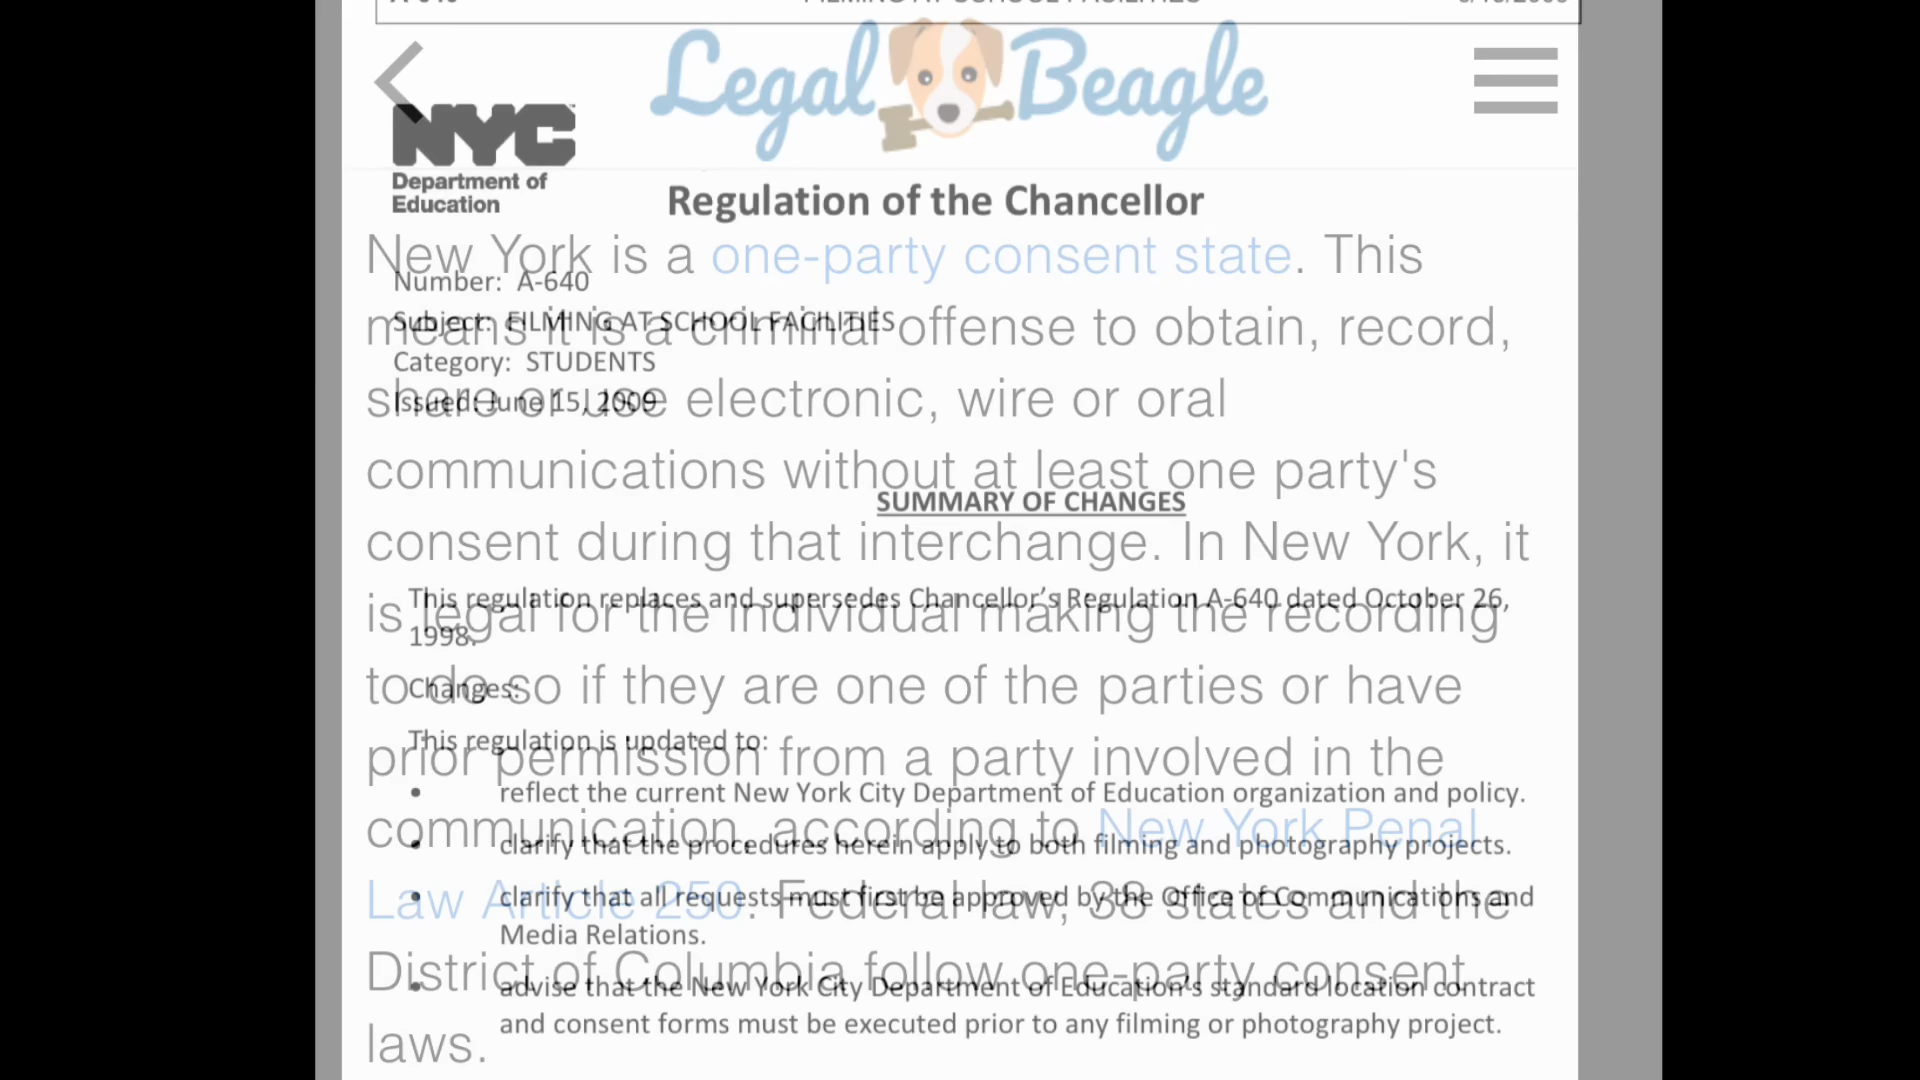 Legal Beagle
NYC
Department of
Education
Regulation of the Chancellor
New York is a one-party consent state. This
Number: A-640
means it is a criminal offense to obtain, record,
Subject: FILMING AT SCHOOL FACILITIES
Category: STUDENTS
share or use electronic, wire or oral
Issued: June 15, 2009
communications without at least one party's
SUMMARY OF CHANGES
consent during that interchange. In New York, it
This regulation replaces and supersedes Chancellor's Regulation A-640 dated October 26,
is legal for the individual making the recording
1998.
to do so if they are one of the parties or have
Changes:
This regulation is updated to:
prior permission from a party involved in the
• reflect the current New York City Department of Education organization and policy.
communication, according to New York Penal
• clarify that the procedures herein apply to both filming and photography projects.
Law Article 250. Federal law, 38 states and the
• clarify that all requests must first be approved by the Office of Communications and
Media Relations.
District of Columbia follow one-party consent
• advise that the New York City Department of Education's standard location contract
and consent forms must be executed prior to any filming or photography project.
laws.